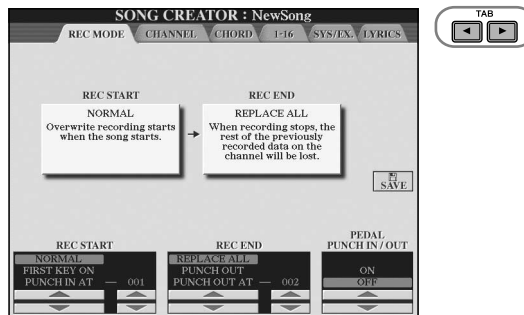 SONG CREATOR : NewSong
TAB
REC MODE CHANNEL CHORD 1-16 SYS/EX. LYRICS
REC START REC END
NORMAL
Overwrite recording starts
when the song starts.
REPLACE ALL
When recording stops, the
rest of the previously
recorded data on the
channel will be lost.
SAVE
REC START
NORMAL
FIRST KEY ON
PUNCH IN AT — 001
REC END
REPLACE ALL
PUNCH OUT
PUNCH OUT AT — 002
PEDAL
PUNCH IN / OUT
ON
OFF